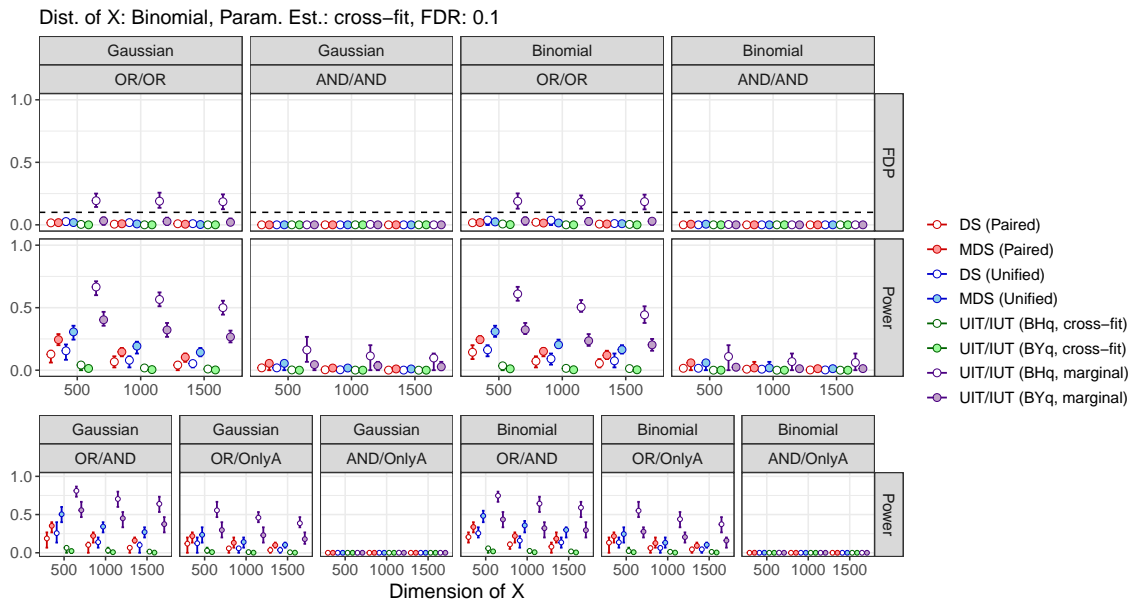 Dist. of X: Binomial, Param. Est.: cross−fit, FDR: 0.1
Gaussian Gaussian Binomial Binomial
OR/OR AND/AND OR/OR AND/AND
1.0
0.5
0.0
FDP
1.0
0.5
0.0
Power
500 1000 1500 500 1000 1500 500 1000 1500 500 1000 1500
DS (Paired)
MDS (Paired)
DS (Unified)
MDS (Unified)
UIT/IUT (BHq, cross−fit)
UIT/IUT (BYq, cross−fit)
UIT/IUT (BHq, marginal)
UIT/IUT (BYq, marginal)
Gaussian Gaussian Gaussian Binomial Binomial Binomial
OR/AND OR/OnlyA AND/OnlyA OR/AND OR/OnlyA AND/OnlyA
1.0
0.5
0.0
Power
500 1000 1500 500 1000 1500 500 1000 1500 500 1000 1500 500 1000 1500 500 1000 1500
Dimension of X